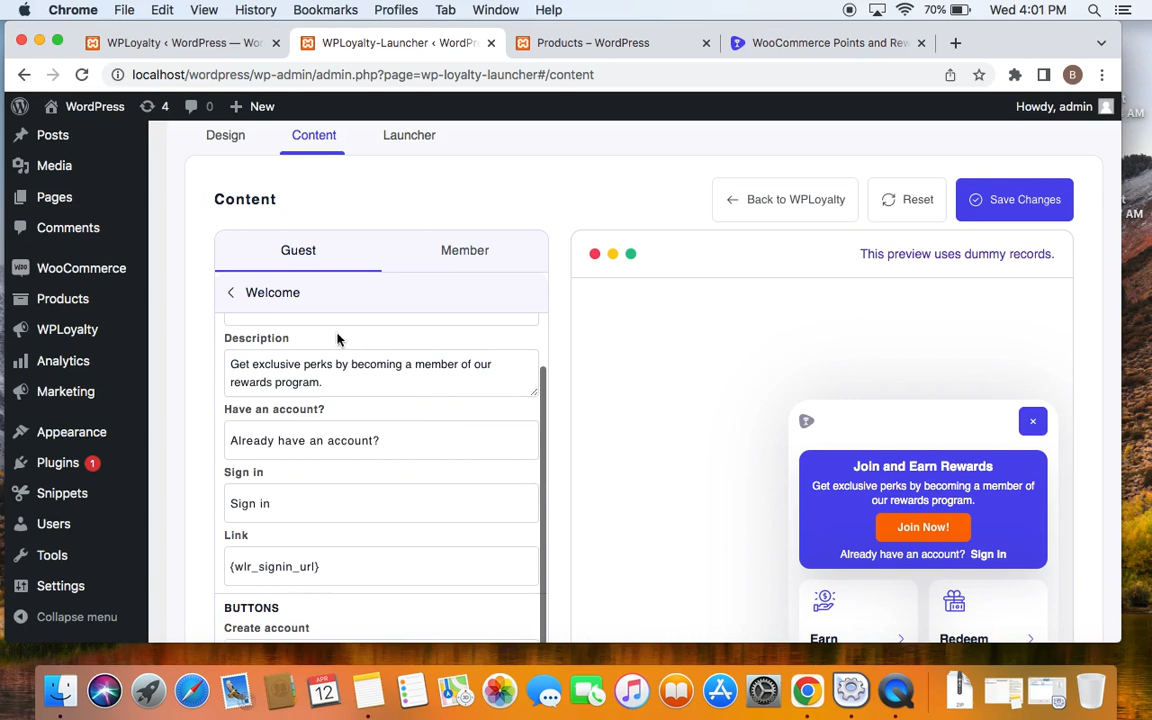 Chrome File Edit View History Bookmarks Profiles Tab Window Help 70% Wed 4:01 PM
WPLoyalty ‹ WordPress — Wor WPLoyalty-Launcher ‹ WordPr Products – WordPress WooCommerce Points and Rew
localhost/wordpress/wp-admin/admin.php?page=wp-loyalty-launcher#/content B
WordPress 4 0 New Howdy, admin
AM
AM
Posts
Media
Pages
Comments
WooCommerce
Products
WPLoyalty
Analytics
Marketing
Appearance
Plugins 1
Snippets
Users
Tools
Settings
Collapse menu
Design Content Launcher
Content
Back to WPLoyalty Reset Save Changes
Guest Member
Welcome
Description
Get exclusive perks by becoming a member of our
rewards program.
Have an account?
Already have an account?
Sign in
Sign in
Link
{wlr_signin_url}
BUTTONS
Create account
This preview uses dummy records.
Join and Earn Rewards
Get exclusive perks by becoming a member of
our rewards program.
Join Now!
Already have an account? Sign In
Earn Redeem
APR
12
ZIP